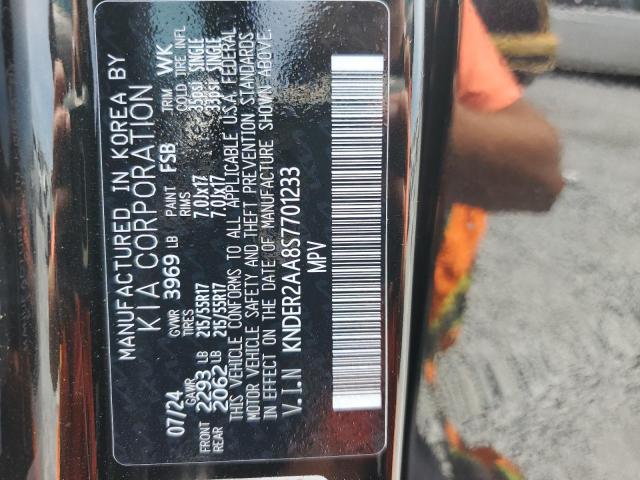 MANUFACTURED IN KOREA BY
KIA CORPORATION
07/24 GVWR 3969 LB PAINT FSB TRIM WK
GAWR TIRES RIMS COLD TIRE INFL
FRONT 2293 LB 215/55R17 7.0Jx17 35psi SINGLE
REAR 2062 LB 215/55R17 7.0Jx17 35psi SINGLE
THIS VEHICLE CONFORMS TO ALL APPLICABLE U.S.A. FEDERAL
MOTOR VEHICLE SAFETY AND THEFT PREVENTION STANDARDS
IN EFFECT ON THE DATE OF MANUFACTURE SHOWN ABOVE.
V.I.N KNDER2AA8S7701233
MPV